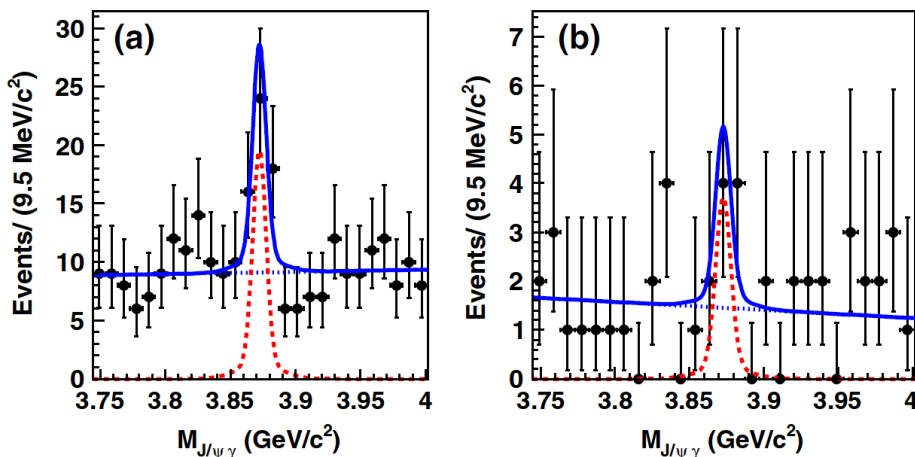 (a)
Events/ (9.5 MeV/c²)
30
25
20
15
10
5
0
3.75 3.8 3.85 3.9 3.95 4
M_J/ψ γ (GeV/c²)
(b)
Events/ (9.5 MeV/c²)
7
6
5
4
3
2
1
0
3.75 3.8 3.85 3.9 3.95 4
M_J/ψ γ (GeV/c²)